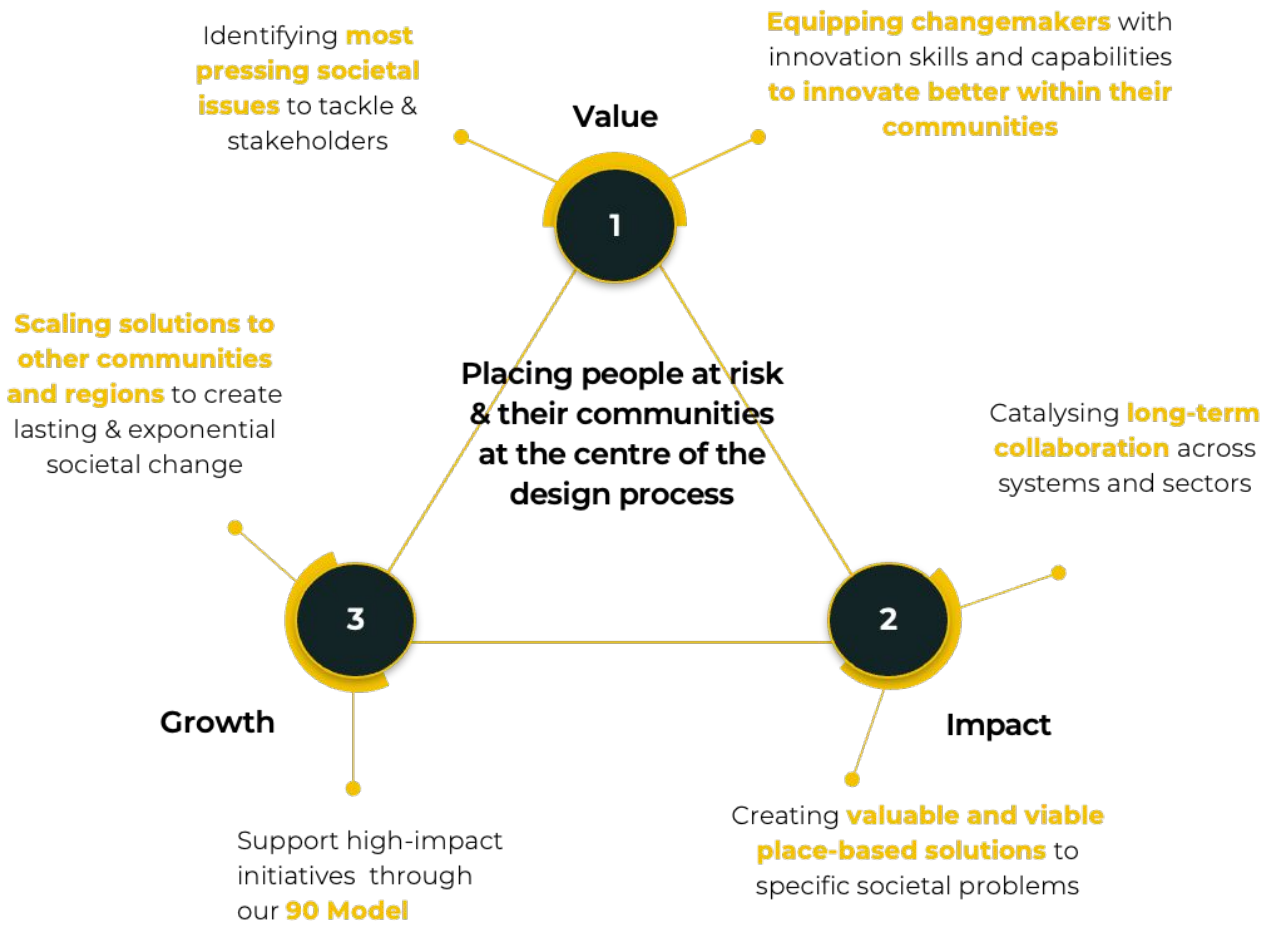 Identifying most
pressing societal
issues to tackle &
stakeholders
Equipping changemakers with
innovation skills and capabilities
to innovate better within their
communities
Value
1
Scaling solutions to
other communities
and regions to create
lasting & exponential
societal change
Placing people at risk
& their communities
at the centre of the
design process
Catalysing long-term
collaboration across
systems and sectors
3
2
Growth
Impact
Support high-impact
initiatives through
our 90 Model
Creating valuable and viable
place-based solutions to
specific societal problems